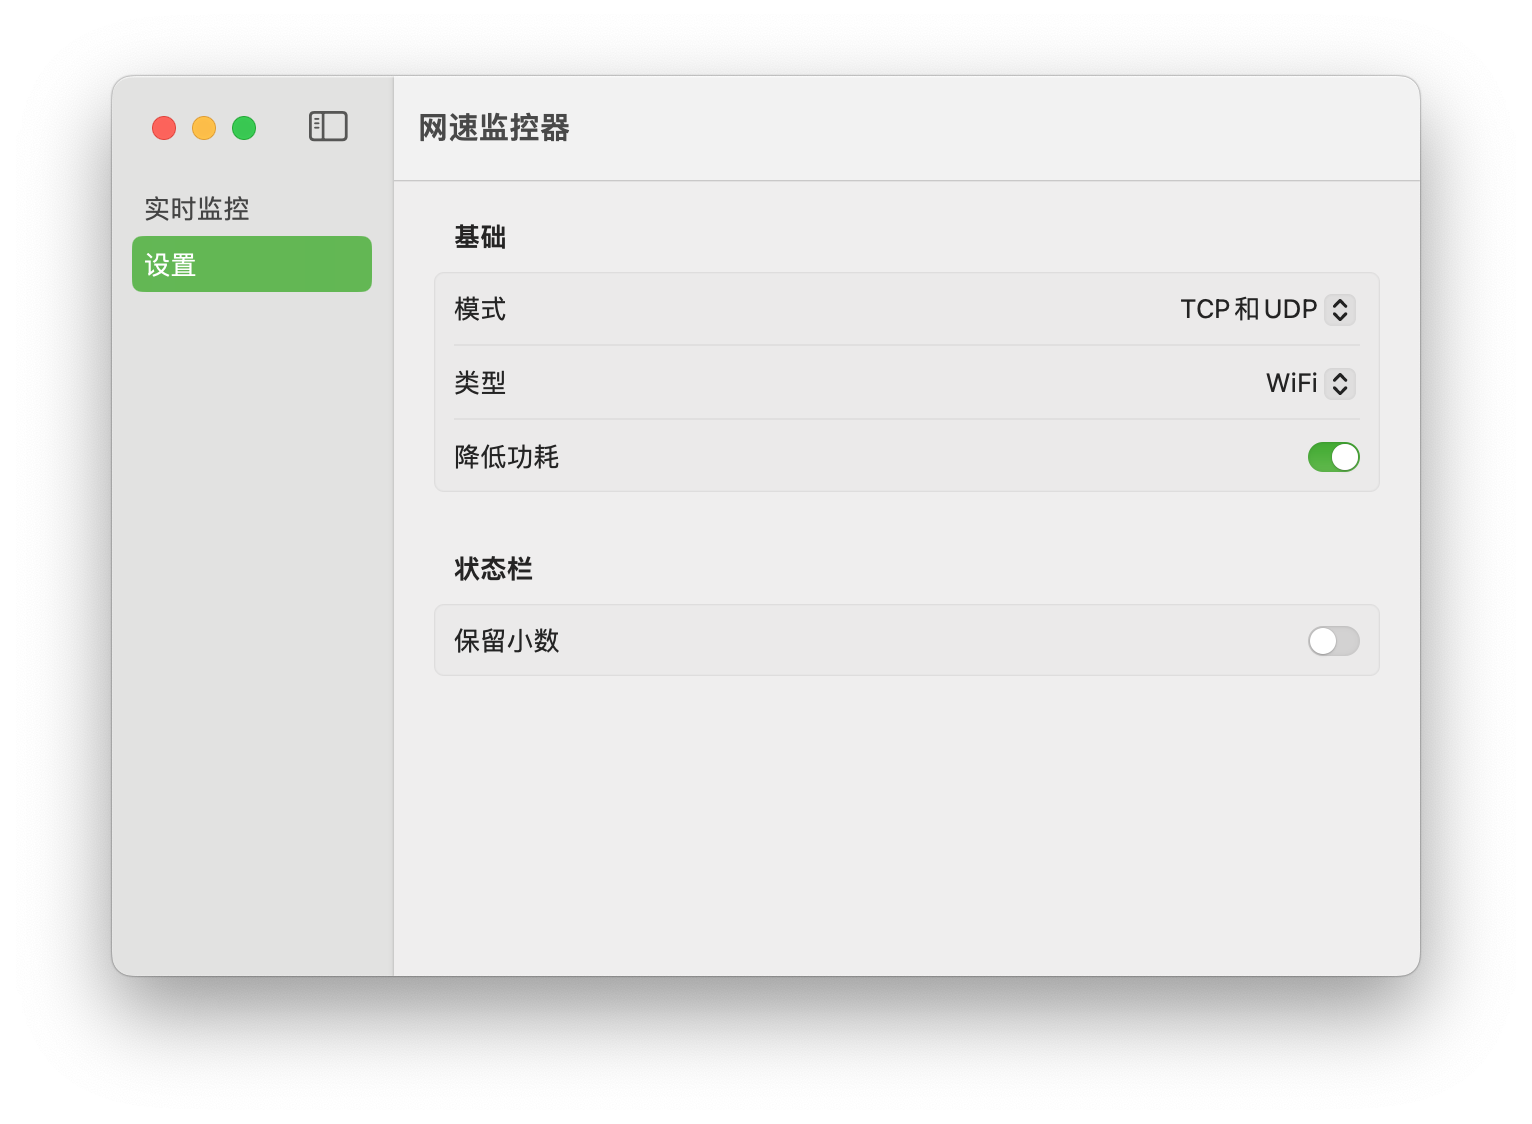 网速监控器
实时监控
设置
基础
模式 TCP 和 UDP
类型 WiFi
降低功耗
状态栏
保留小数